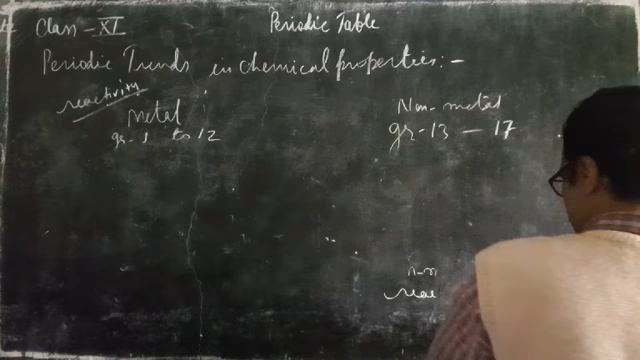 Class - XI
Periodic Table
Periodic Trends in chemical properties:-
reactivity
Metal
gr-1 to 12
Non-metal
gr-13 - 17